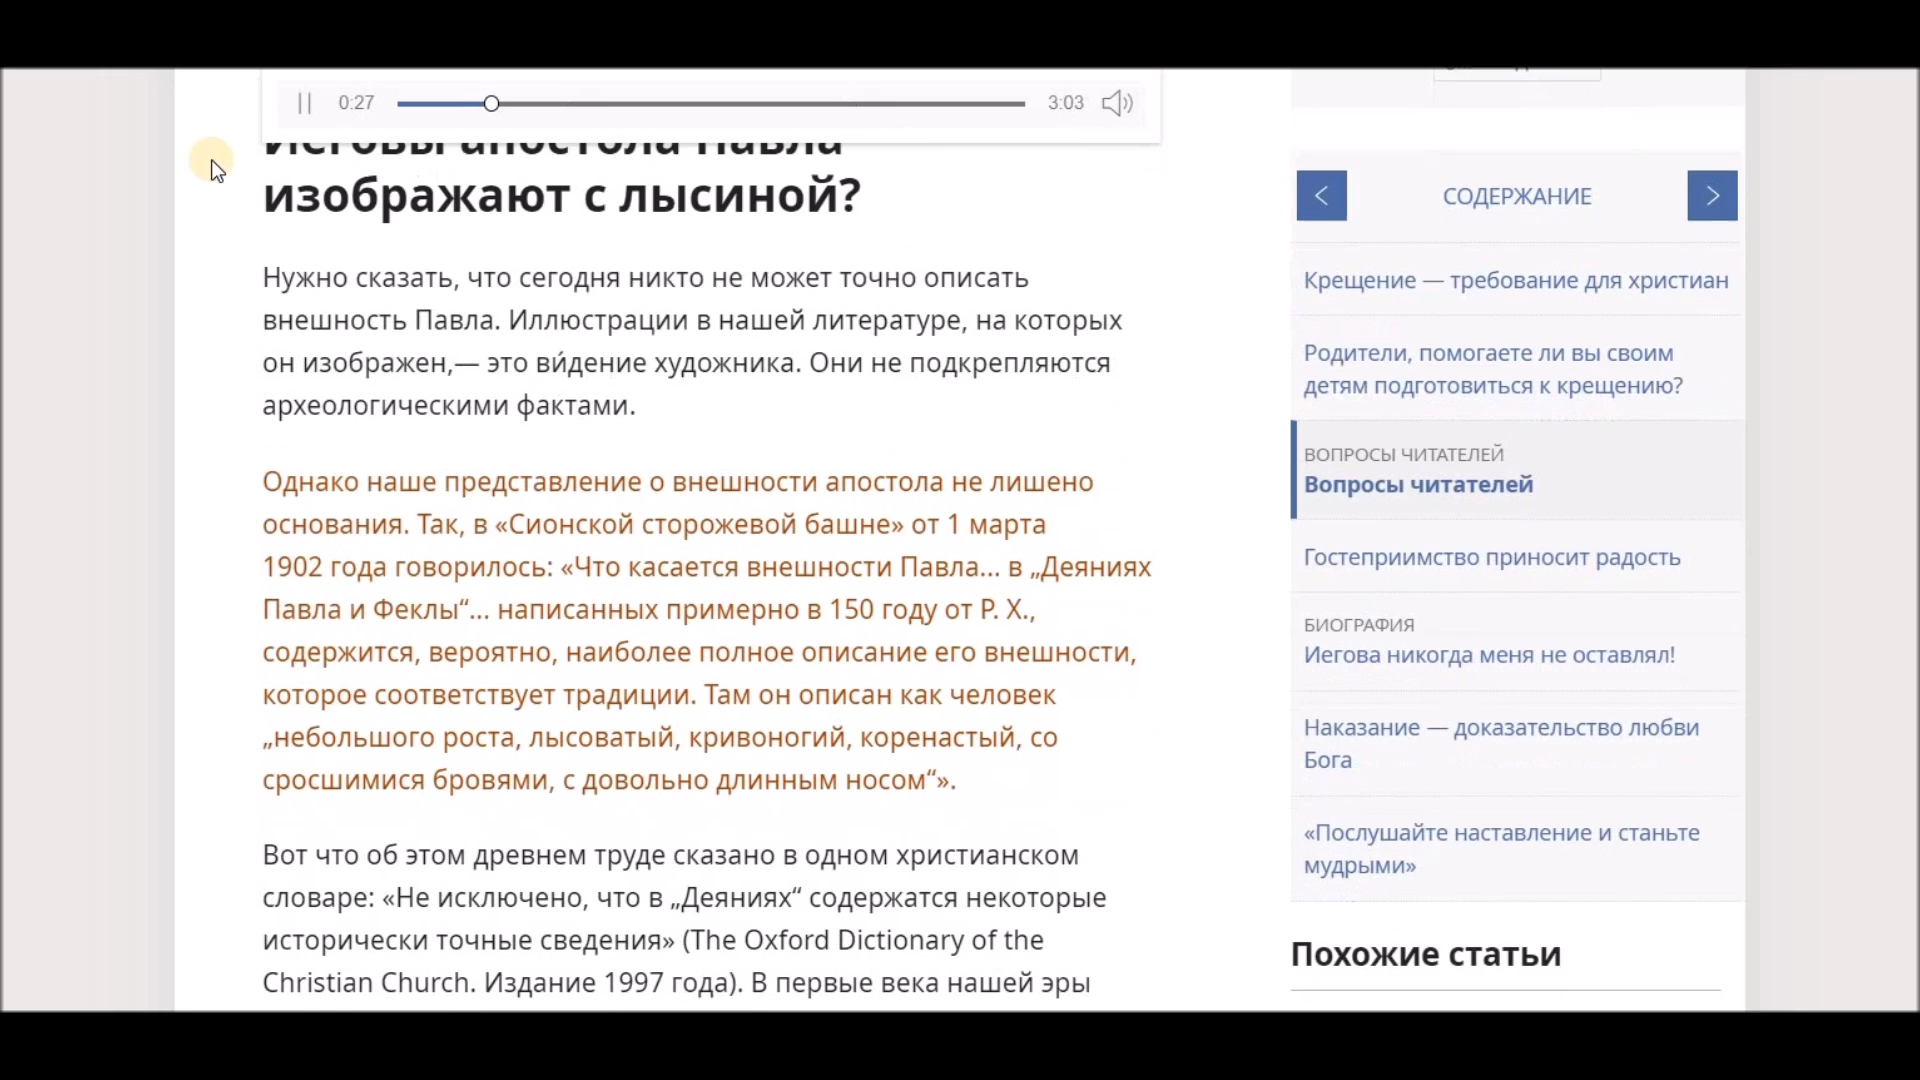 0:27
3:03
Иеговы апостола Павла
изображают с лысиной?
Нужно сказать, что сегодня никто не может точно описать
внешность Павла. Иллюстрации в нашей литературе, на которых
он изображен,— это ви́дение художника. Они не подкрепляются
археологическими фактами.
Однако наше представление о внешности апостола не лишено
основания. Так, в «Сионской сторожевой башне» от 1 марта
1902 года говорилось: «Что касается внешности Павла... в „Деяниях
Павла и Феклы“... написанных примерно в 150 году от Р. Х.,
содержится, вероятно, наиболее полное описание его внешности,
которое соответствует традиции. Там он описан как человек
„небольшого роста, лысоватый, кривоногий, коренастый, со
сросшимися бровями, с довольно длинным носом“».
Вот что об этом древнем труде сказано в одном христианском
словаре: «Не исключено, что в „Деяниях“ содержатся некоторые
исторически точные сведения» (The Oxford Dictionary of the
Christian Church. Издание 1997 года). В первые века нашей эры
СОДЕРЖАНИЕ
Крещение — требование для христиан
Родители, помогаете ли вы своим
детям подготовиться к крещению?
ВОПРОСЫ ЧИТАТЕЛЕЙ
Вопросы читателей
Гостеприимство приносит радость
БИОГРАФИЯ
Иегова никогда меня не оставлял!
Наказание — доказательство любви
Бога
«Послушайте наставление и станьте
мудрыми»
Похожие статьи